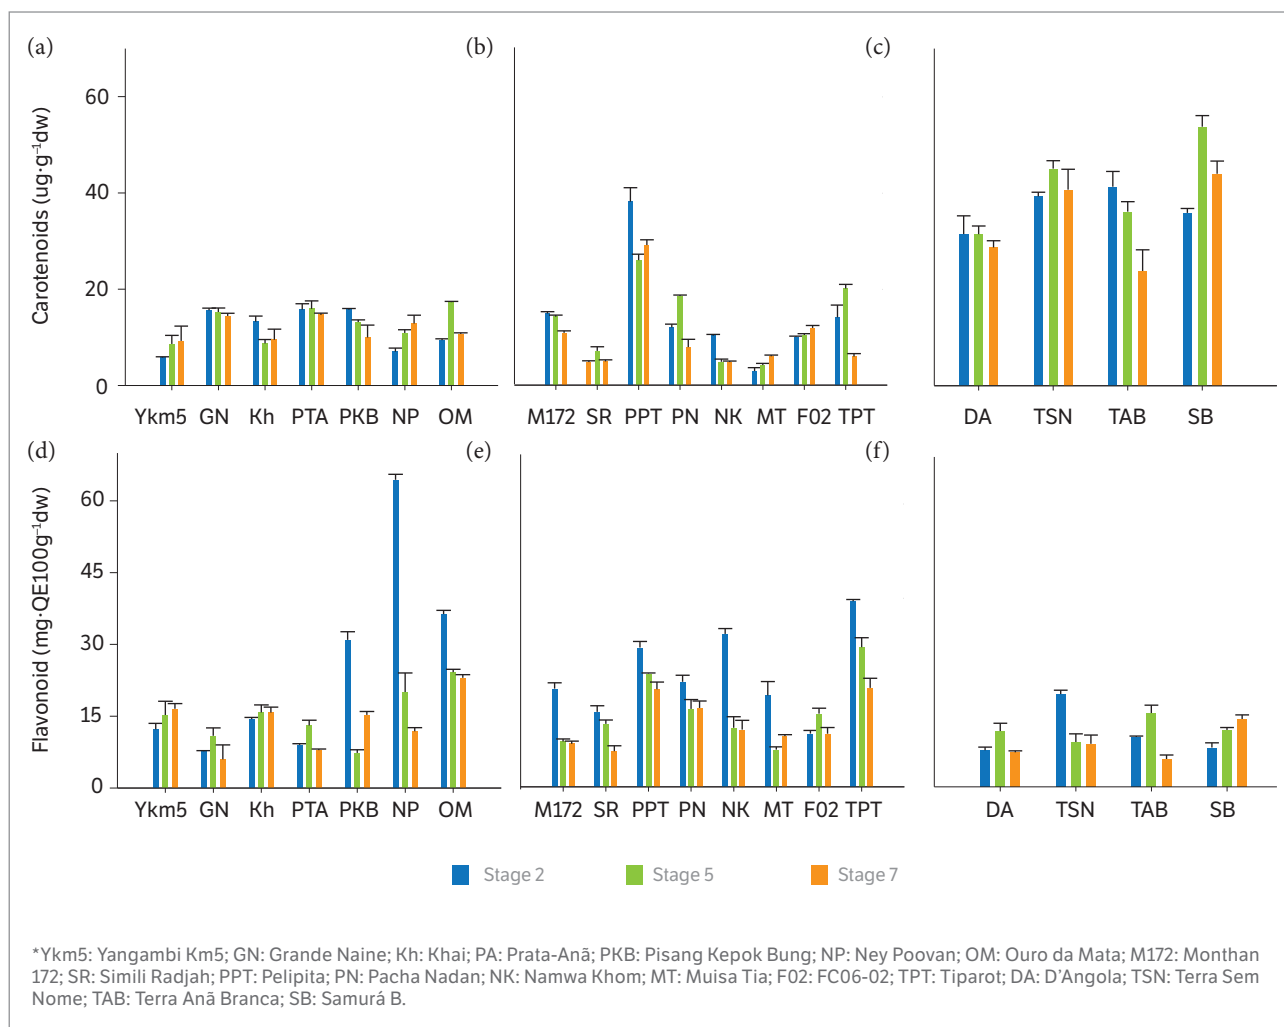 (a)
(b)
(c)
Carotenoids (ug·g⁻¹dw)
60
40
20
0
Ykm5 GN Kh PTA PKB NP OM
M172 SR PPT PN NK MT F02 TPT
DA TSN TAB SB
(d)
(e)
(f)
Flavonoid (mg·QE100g⁻¹dw)
60
45
30
15
0
Ykm5 GN Kh PTA PKB NP OM
M172 SR PPT PN NK MT F02 TPT
DA TSN TAB SB
Stage 2
Stage 5
Stage 7
*Ykm5: Yangambi Km5; GN: Grande Naine; Kh: Khai; PA: Prata-Anã; PKB: Pisang Kepok Bung; NP: Ney Poovan; OM: Ouro da Mata; M172: Monthan
172; SR: Simili Radjah; PPT: Pelipita; PN: Pacha Nadan; NK: Namwa Khom; MT: Muisa Tia; F02: FC06-02; TPT: Tiparot; DA: D’Angola; TSN: Terra Sem
Nome; TAB: Terra Anã Branca; SB: Samurá B.